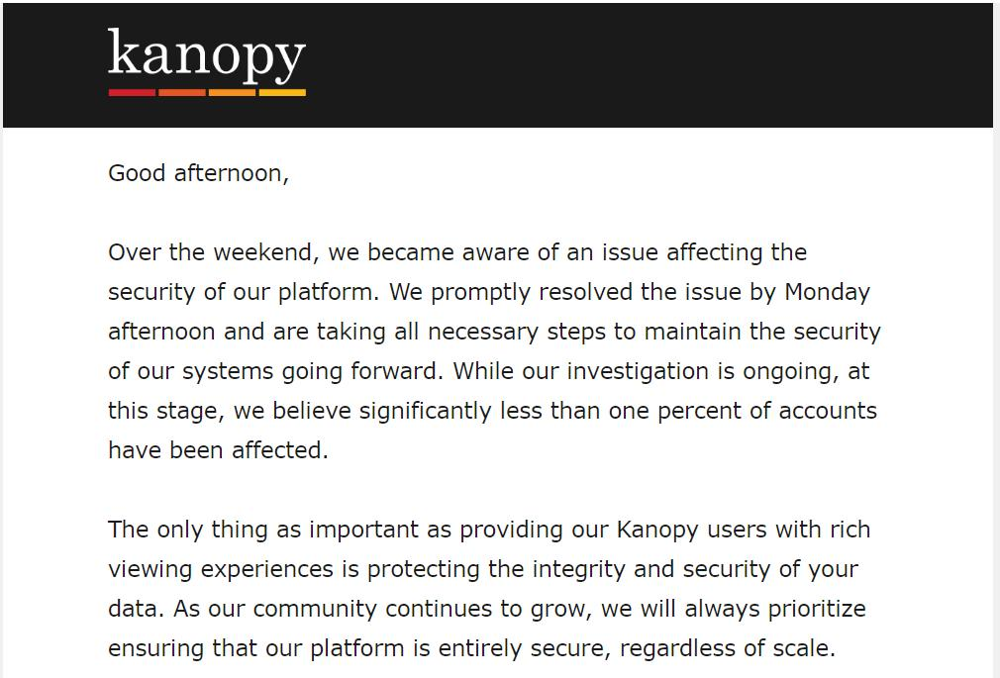 kanopy
Good afternoon,
Over the weekend, we became aware of an issue affecting the
security of our platform. We promptly resolved the issue by Monday
afternoon and are taking all necessary steps to maintain the security
of our systems going forward. While our investigation is ongoing, at
this stage, we believe significantly less than one percent of accounts
have been affected.
The only thing as important as providing our Kanopy users with rich
viewing experiences is protecting the integrity and security of your
data. As our community continues to grow, we will always prioritize
ensuring that our platform is entirely secure, regardless of scale.